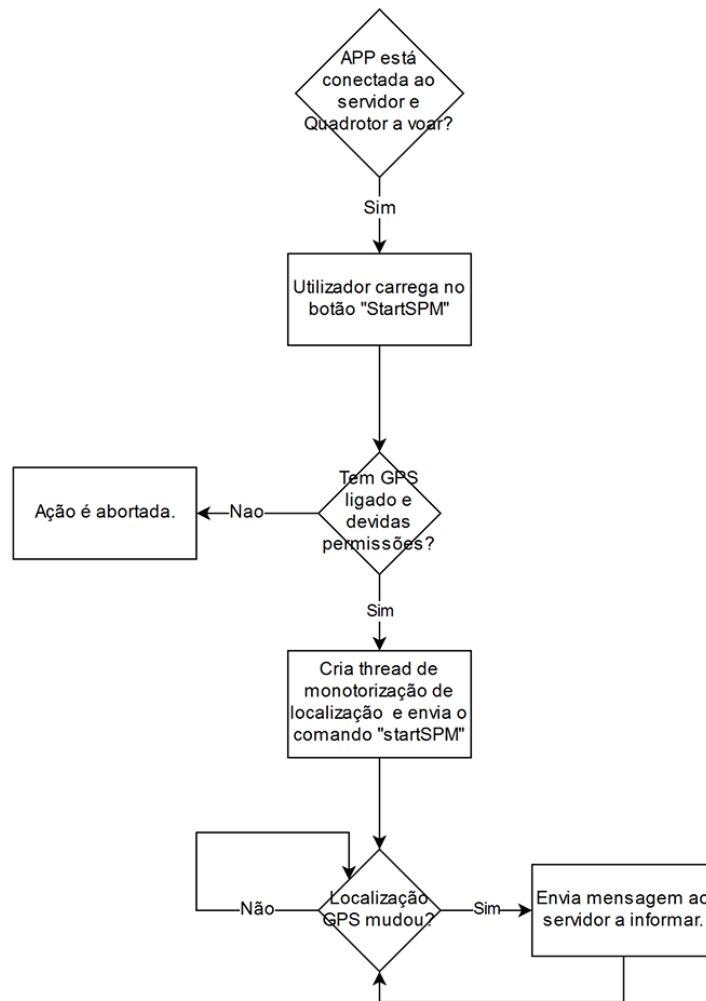 APP está
conectada ao
servidor e
Quadrotor a voar?
Sim
Utilizador carrega no
botão "StartSPM"
Tem GPS
ligado e
devidas
permissões?
Nao
Ação é abortada.
Sim
Cria thread de
monotorização de
localização e envia o
comando "startSPM"
Localização
GPS mudou?
Não
Sim
Envia mensagem ao
servidor a informar.